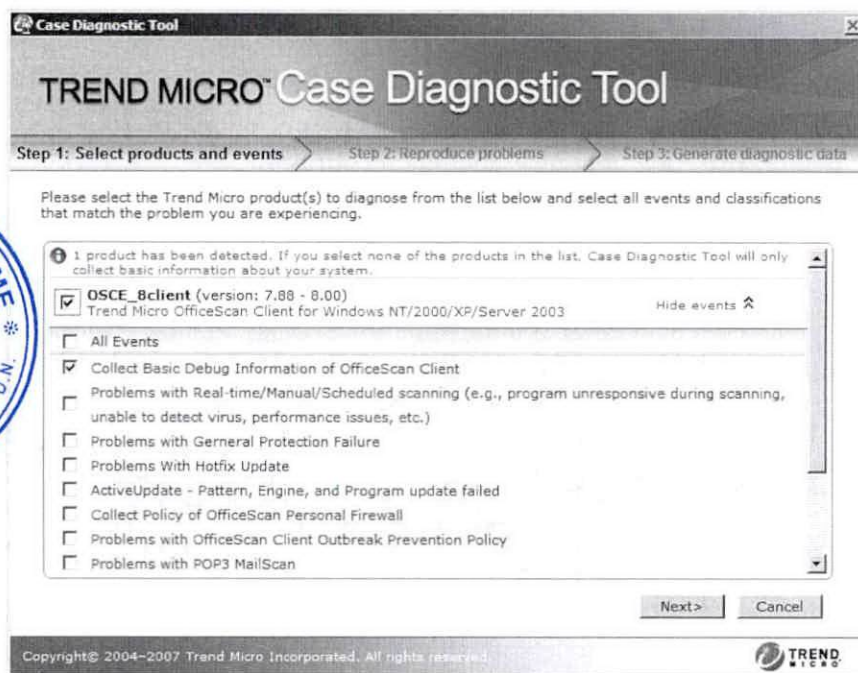 Case Diagnostic Tool
TREND MICRO™ Case Diagnostic Tool
Step 1: Select products and events
Step 2: Reproduce problems
Step 3: Generate diagnostic data
Please select the Trend Micro product(s) to diagnose from the list below and select all events and classifications
that match the problem you are experiencing.
1 product has been detected. If you select none of the products in the list, Case Diagnostic Tool will only
collect basic information about your system.
OSCE_8client (version: 7.88 - 8.00)
Trend Micro OfficeScan Client for Windows NT/2000/XP/Server 2003
Hide events
All Events
Collect Basic Debug Information of OfficeScan Client
Problems with Real-time/Manual/Scheduled scanning (e.g., program unresponsive during scanning,
unable to detect virus, performance issues, etc.)
Problems with Gerneral Protection Failure
Problems With Hotfix Update
ActiveUpdate - Pattern, Engine, and Program update failed
Collect Policy of OfficeScan Personal Firewall
Problems with OfficeScan Client Outbreak Prevention Policy
Problems with POP3 MailScan
Next>
Cancel
Copyright© 2004-2007 Trend Micro Incorporated. All rights reserved.
TREND
MICRO